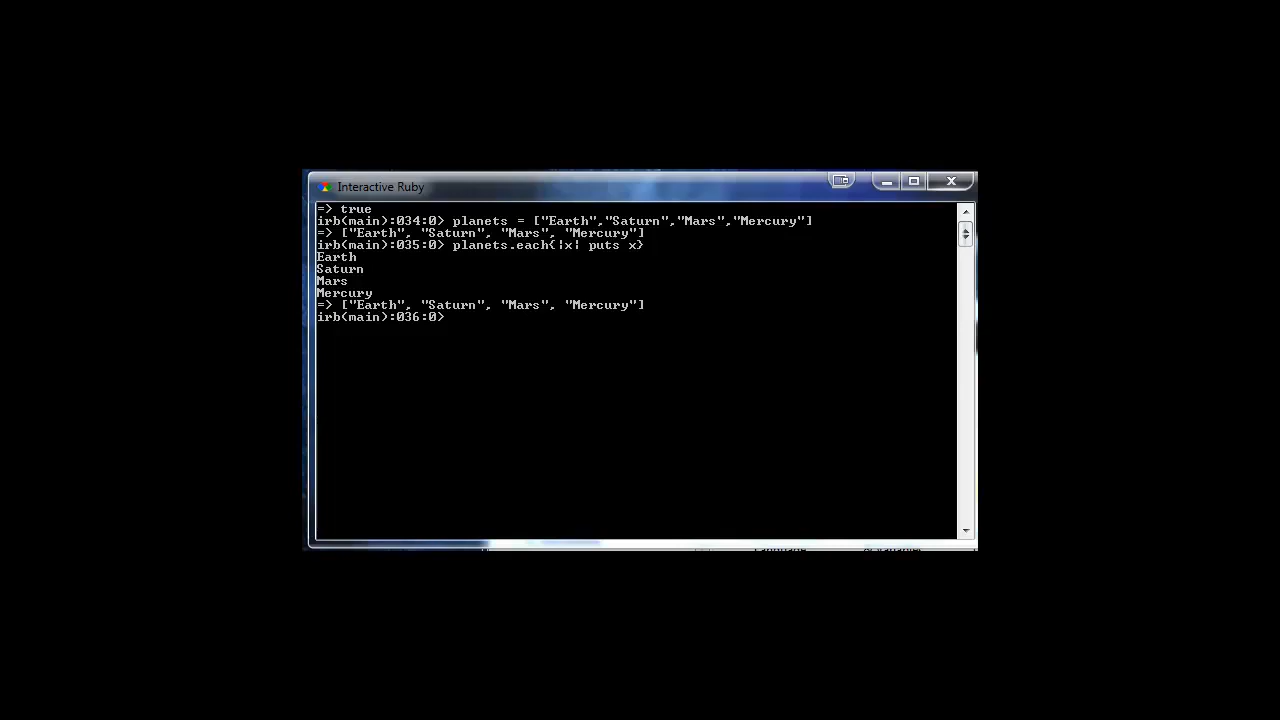 Interactive Ruby
=> true
irb(main):034:0> planets = ["Earth","Saturn","Mars","Mercury"]
=> ["Earth", "Saturn", "Mars", "Mercury"]
irb(main):035:0> planets.each{|x| puts x}
Earth
Saturn
Mars
Mercury
=> ["Earth", "Saturn", "Mars", "Mercury"]
irb(main):036:0>